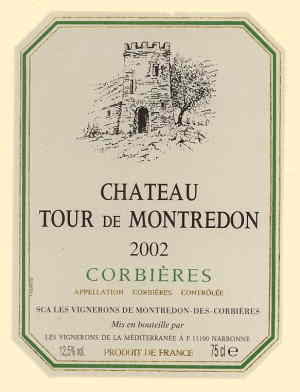 CHATEAU
TOUR DE MONTREDON
2002
CORBIÈRES
APPELLATION CORBIÈRES CONTRÔLÉE
SCA LES VIGNERONS DE MONTREDON-DES-CORBIÈRES
Mis en bouteille par
LES VIGNERONS DE LA MÉDITERRANÉE A F 11100 NARBONNE
12,5% vol. PRODUIT DE FRANCE 75 cl e